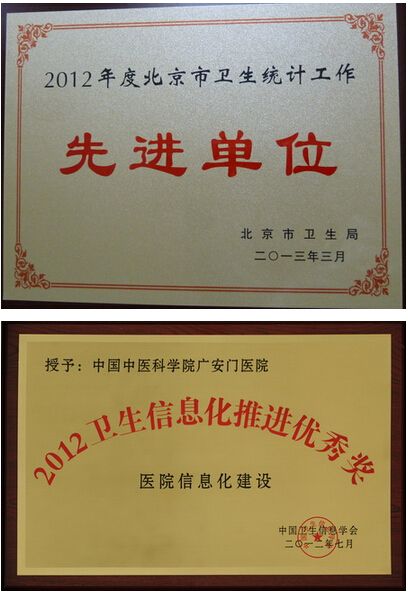 2012年度北京市卫生统计工作
先进单位
北京市卫生局
二〇一三年三月
授予：中国中医科学院广安门医院
2012卫生信息化推进优秀奖
医院信息化建设
中国卫生信息学会
二〇一二年七月